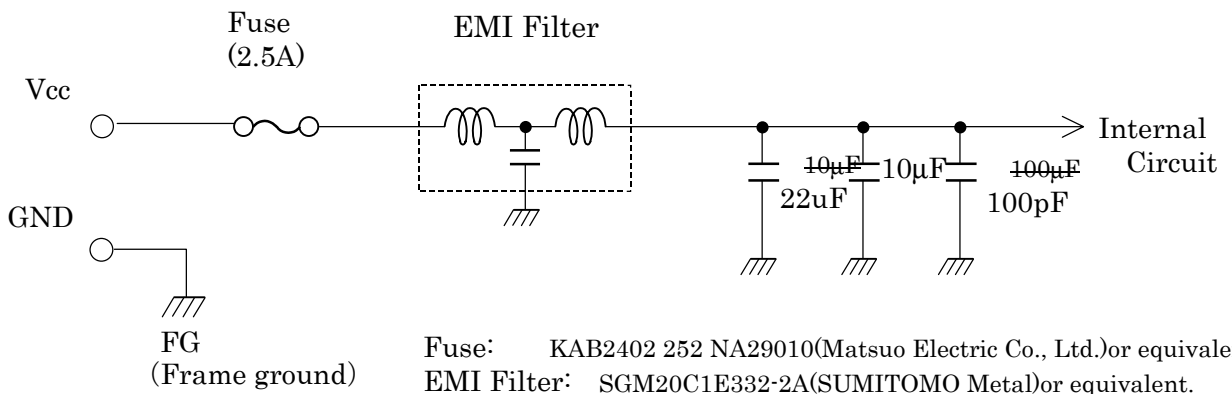 Fuse
(2.5A)
EMI Filter
Vcc
Internal
Circuit
10µF
22uF
10µF
100µF
100pF
GND
FG
(Frame ground)
Fuse: KAB2402 252 NA29010(Matsuo Electric Co., Ltd.)or equivale
EMI Filter: SGM20C1E332-2A(SUMITOMO Metal)or equivalent.